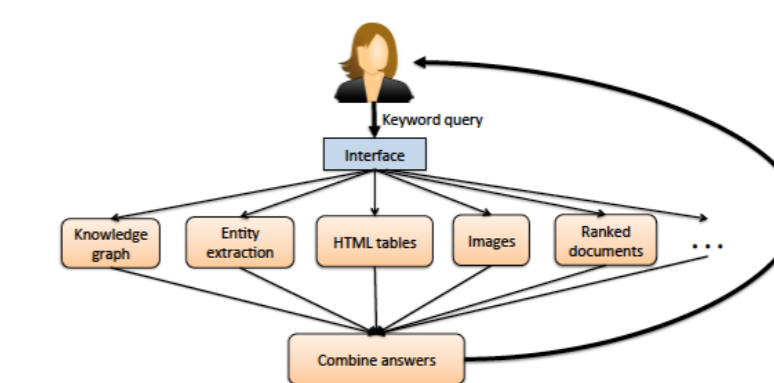 Keyword query
Interface
Knowledge
graph
Entity
extraction
HTML tables
Images
Ranked
documents
...
Combine answers